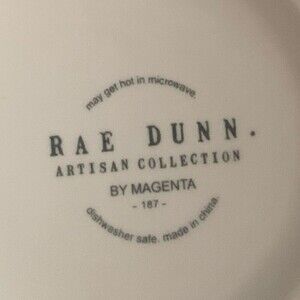 may get hot in microwave.
RAE DUNN.
ARTISAN COLLECTION
BY MAGENTA
- 187 -
dishwasher safe. made in china.